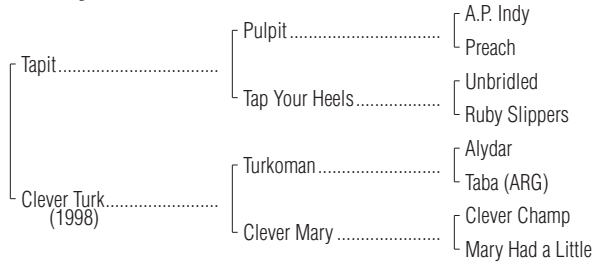 A.P. Indy
Pulpit
Preach
Tapit
Unbridled
Tap Your Heels
Ruby Slippers
Alydar
Turkoman
Taba (ARG)
Clever Turk
(1998)
Clever Champ
Clever Mary
Mary Had a Little